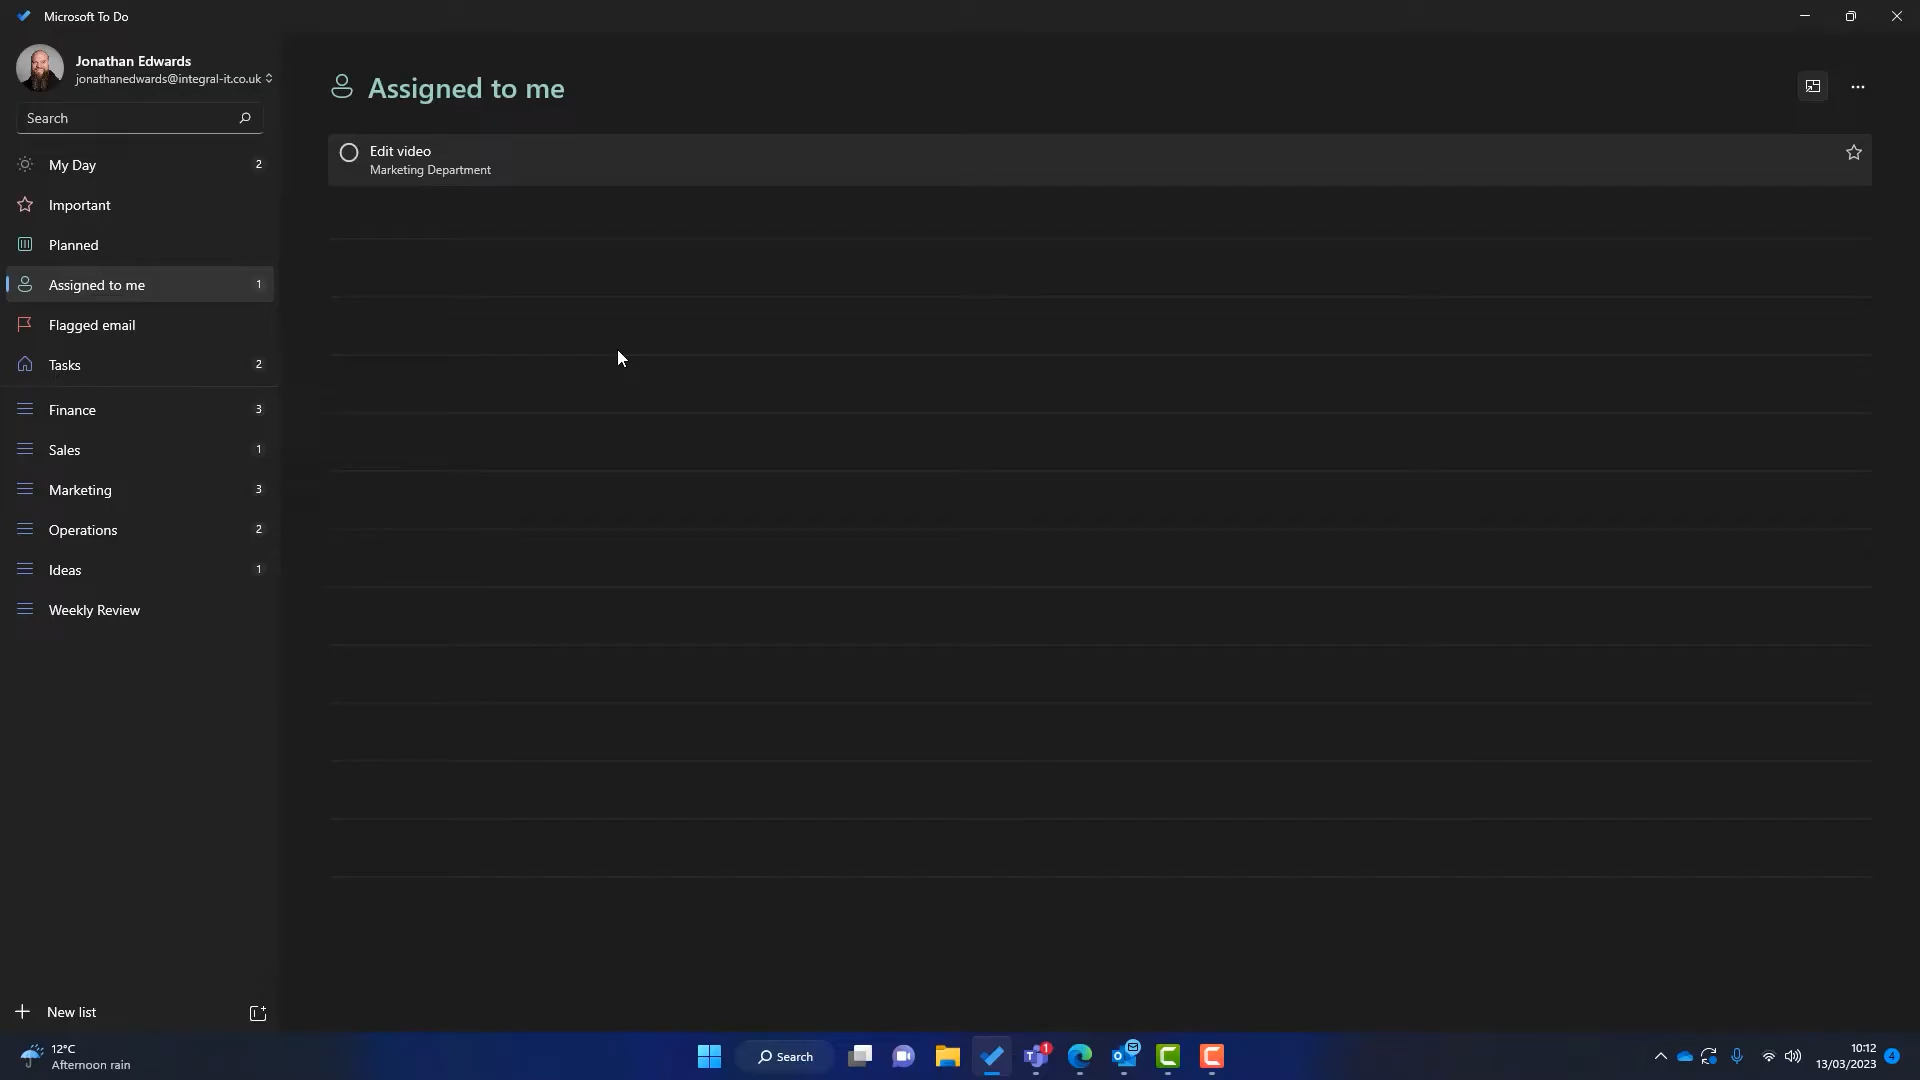 Microsoft To Do
Jonathan Edwards
jonathanedwards@integral-it.co.uk
Search
My Day 2
Important
Planned
Assigned to me 1
Flagged email
Tasks 2
Finance 3
Sales 1
Marketing 3
Operations 2
Ideas 1
Weekly Review
New list
Assigned to me
Edit video
Marketing Department
12°C
Afternoon rain
Search
1
10:12
13/03/2023
4